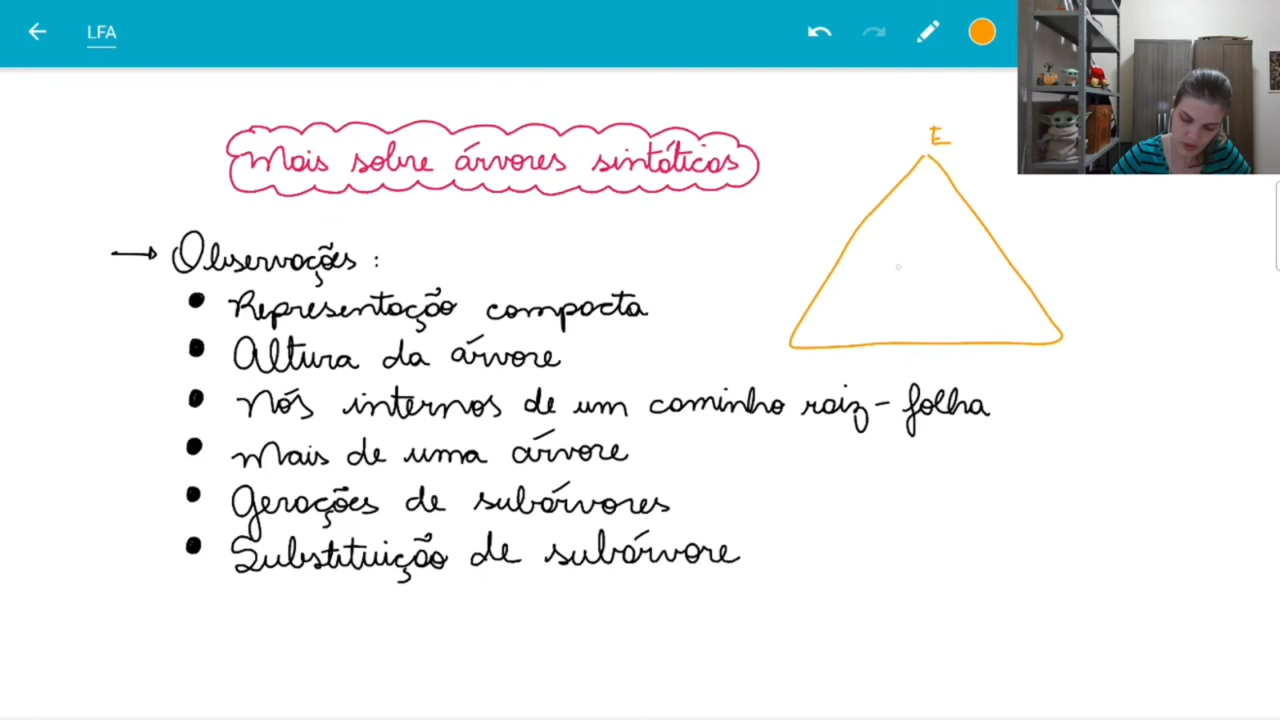 LFA
Mais sobre árvores sintáticas
E
→ Observações :
• Representação compacta
• Altura da árvore
• Nós internos de um caminho raiz - folha
• Mais de uma árvore
• Gerações de subárvores
• Substituição de subárvore